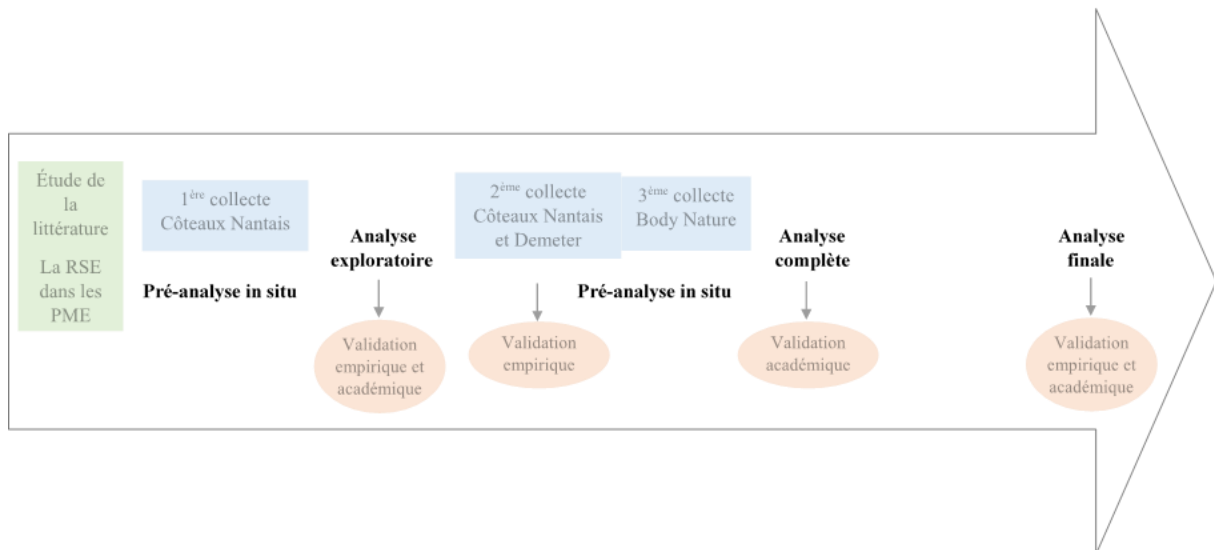 Étude de
la
littérature
La RSE
dans les
PME
1ère collecte
Côteaux Nantais
Pré-analyse in situ
Analyse
exploratoire
Validation
empirique et
académique
2ème collecte
Côteaux Nantais
et Demeter
3ème collecte
Body Nature
Pré-analyse in situ
Validation
empirique
Analyse
complète
Validation
académique
Analyse
finale
Validation
empirique et
académique